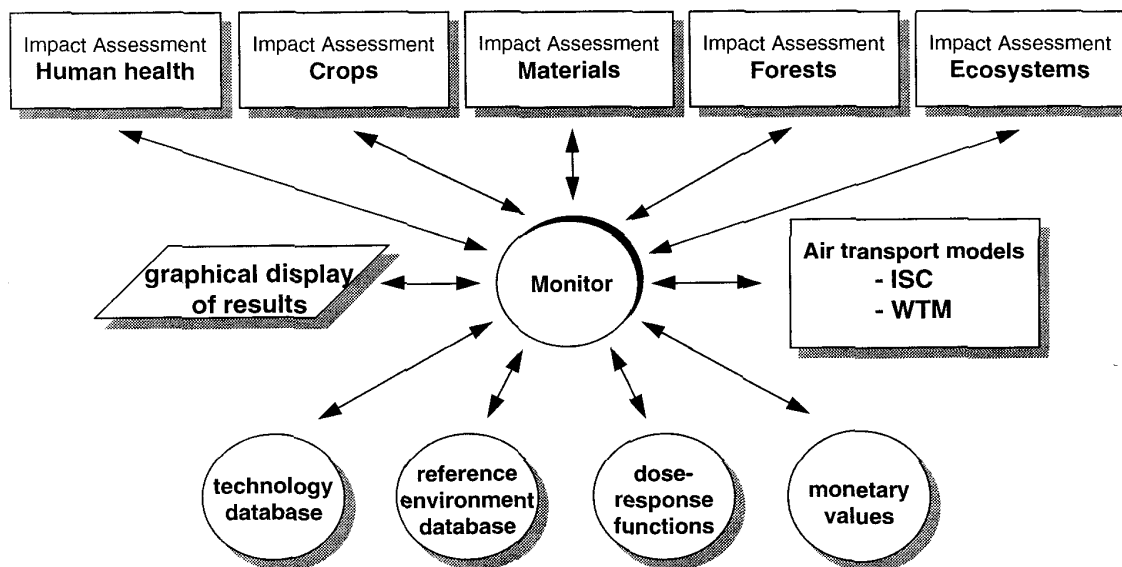 Impact Assessment
Human health
Impact Assessment
Crops
Impact Assessment
Materials
Impact Assessment
Forests
Impact Assessment
Ecosystems
graphical display
of results
Monitor
Air transport models
- ISC
- WTM
technology
database
reference
environment
database
dose-
response
functions
monetary
values